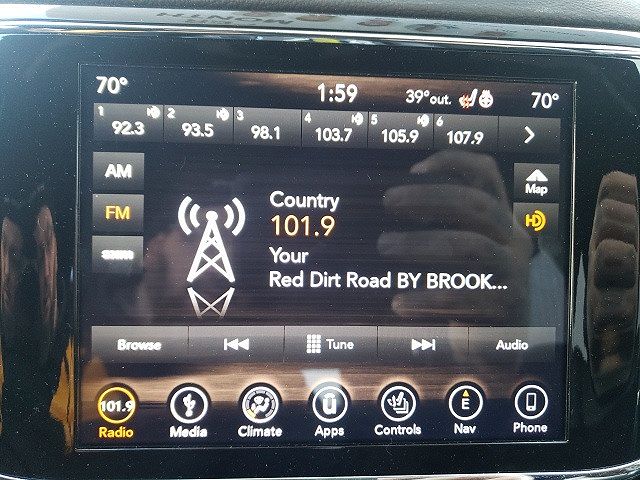 70° 1:59 39°out. 70°
1 2 3 4 5 6
92.3 93.5 98.1 103.7 105.9 107.9
AM
Map
FM
HD
SXM
Country
101.9
Your
Red Dirt Road BY BROOK...
Browse Tune Audio
101.9 E
Radio Media Climate Apps Controls Nav Phone